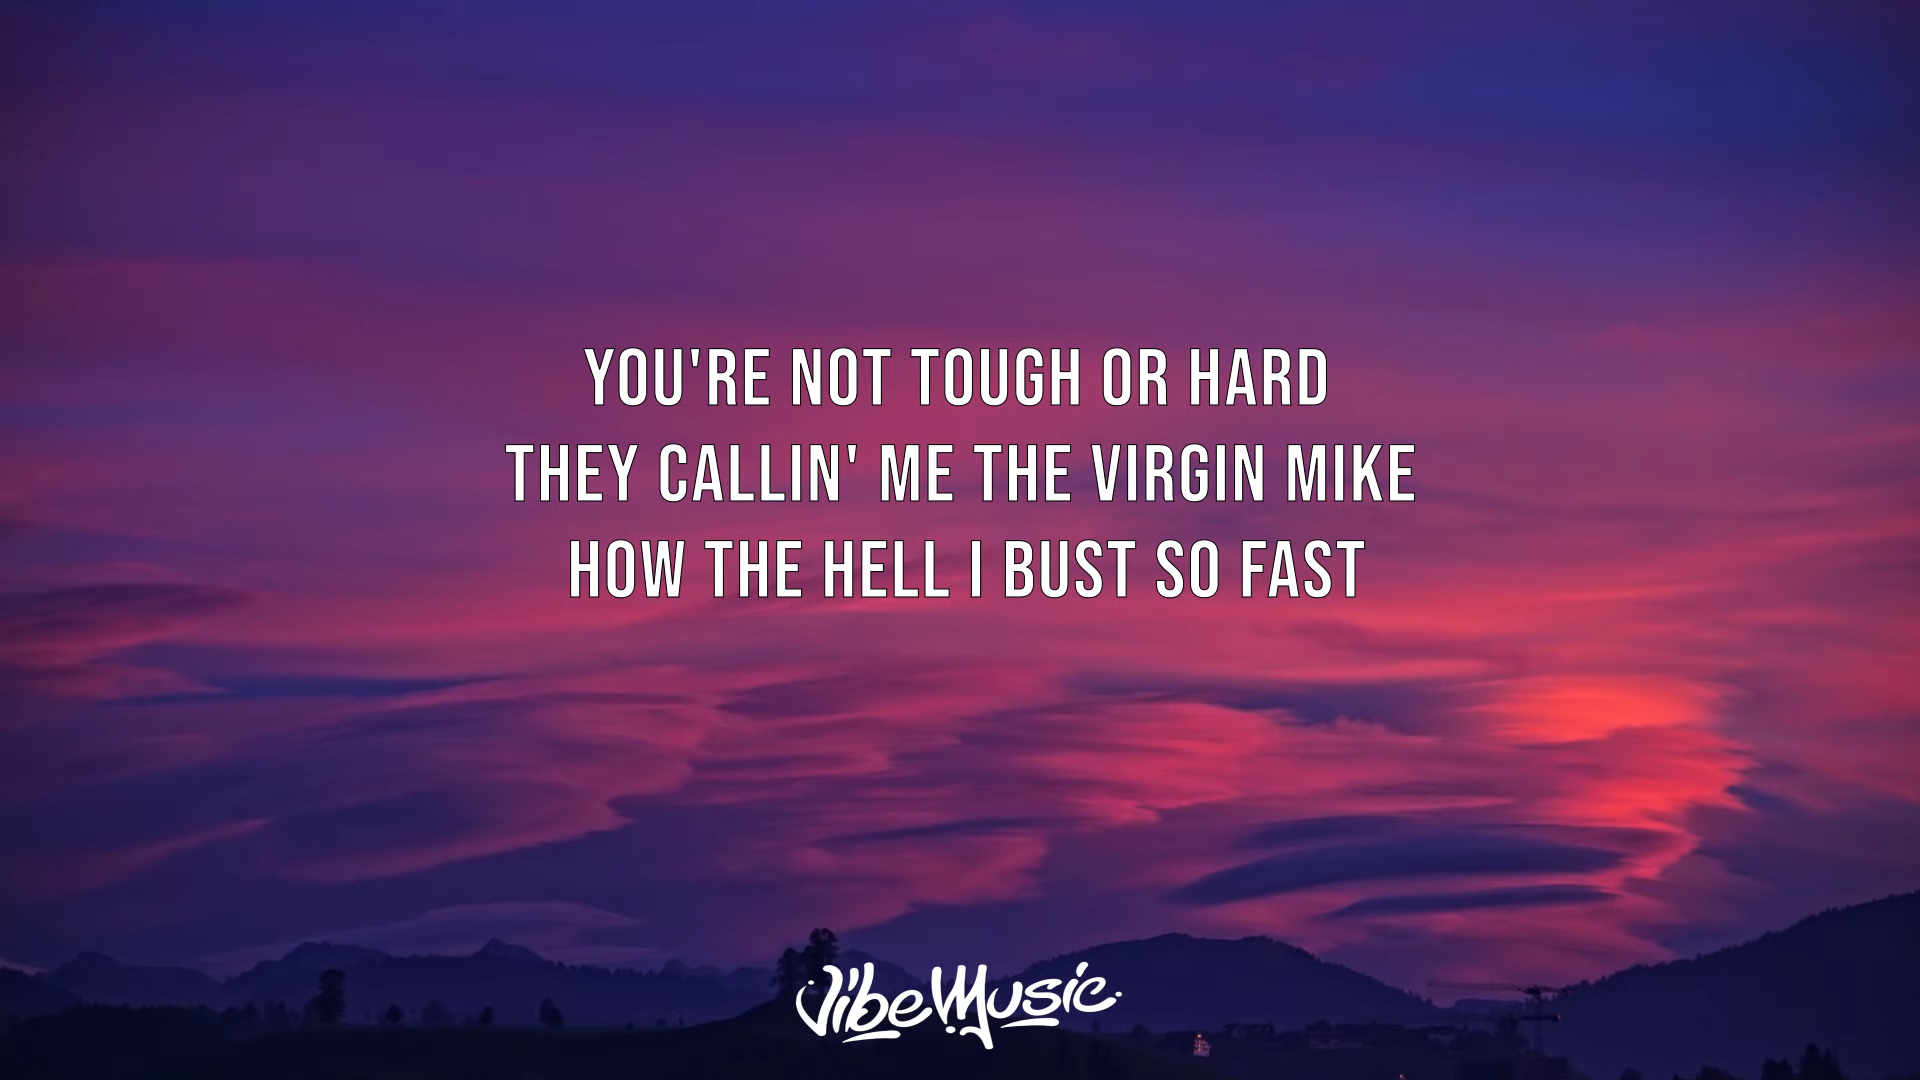 YOU'RE NOT TOUGH OR HARD
THEY CALLIN' ME THE VIRGIN MIKE
HOW THE HELL I BUST SO FAST
VibeMusic